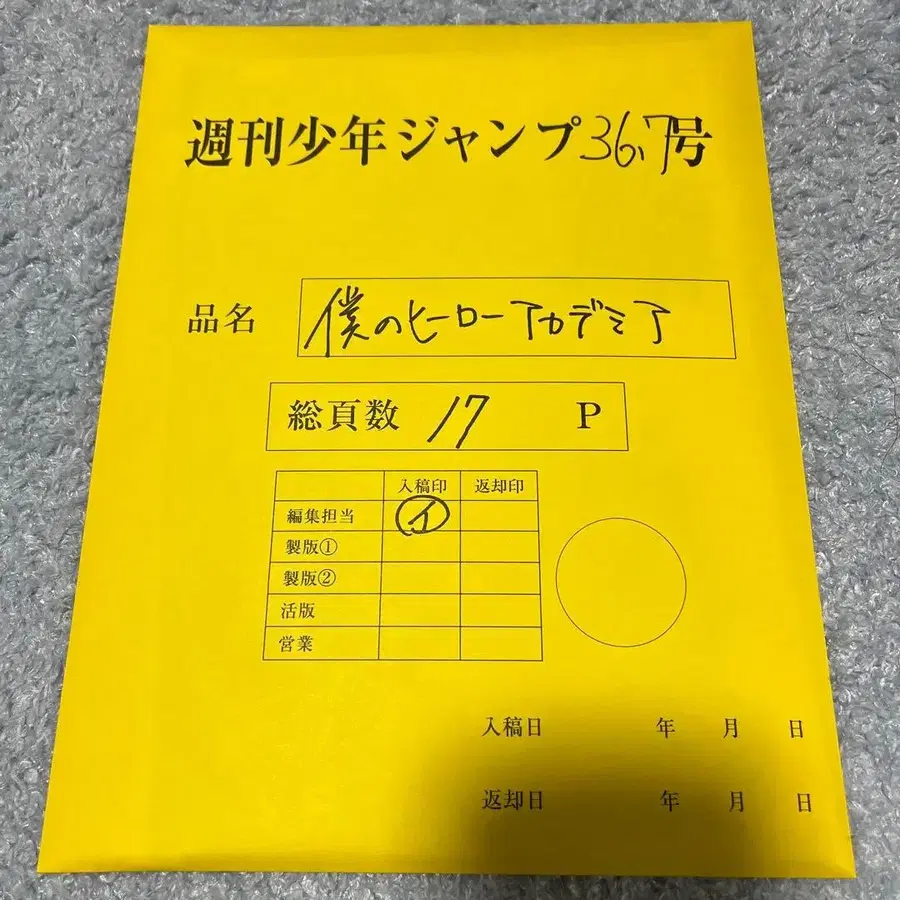 週刊少年ジャンプ36,7号
品名 僕のヒーローアカデミア
総頁数 17 P
入稿印 返却印
編集担当 イ
製版①
製版②
活版
営業
入稿日 年 月 日
返却日 年 月 日